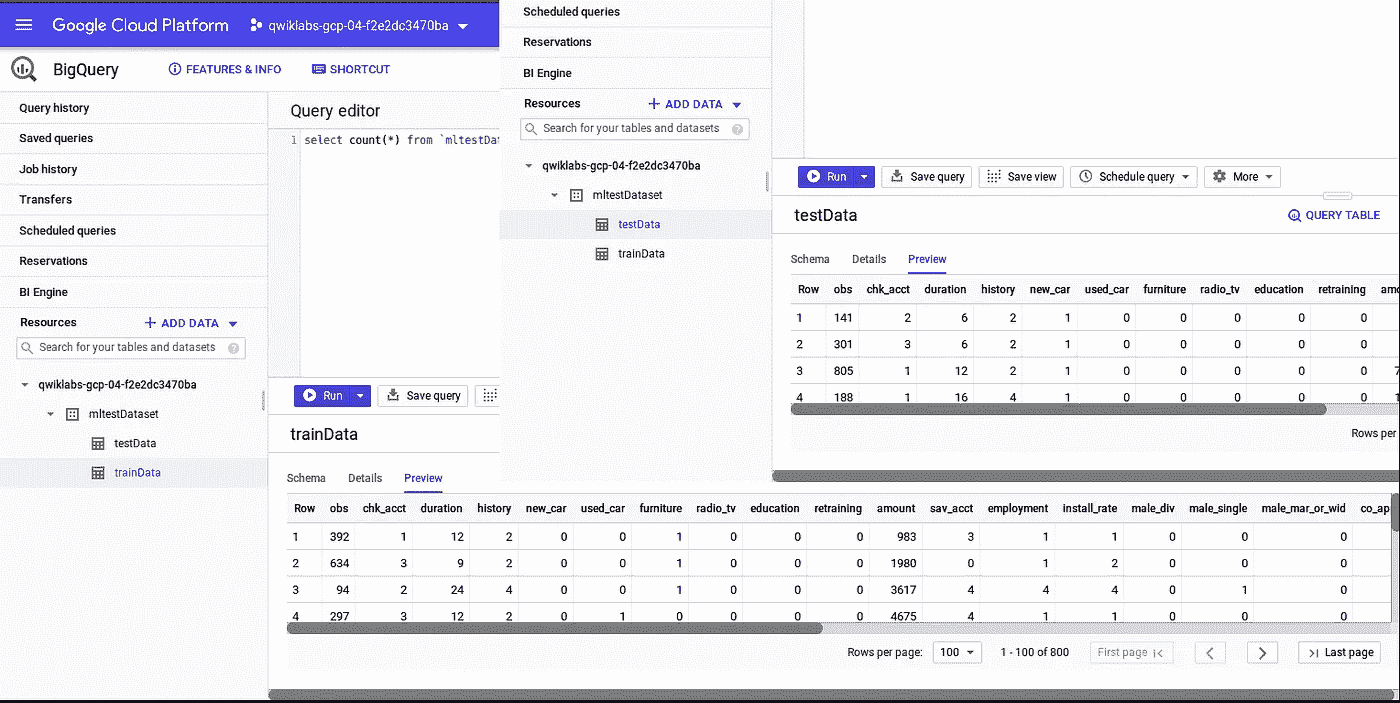 Google Cloud Platform qwiklabs-gcp-04-f2e2dc3470ba
BigQuery FEATURES & INFO SHORTCUT
Query history
Saved queries
Job history
Transfers
Scheduled queries
Reservations
BI Engine
Resources ADD DATA
Search for your tables and datasets
qwiklabs-gcp-04-f2e2dc3470ba
mltestDataset
testData
trainData
Query editor
1 select count(*) from `mltestDat
Run Save query
trainData
Schema Details Preview
Row obs chk_acct duration history new_car used_car furniture radio_tv education retraining amount sav_acct employment install_rate male_div male_single male_mar_or_wid co_ap
1 392 1 12 2 0 0 1 0 0 0 983 3 1 1 0 0 0
2 634 3 9 2 0 0 1 0 0 0 1980 0 1 2 0 0 0
3 94 2 24 4 0 0 1 0 0 0 3617 4 4 4 0 1 0
4 297 3 12 2 0 1 0 0 0 0 4675 4 1 1 0 0 0
Rows per page: 100 1 - 100 of 800 First page Last page
Scheduled queries
Reservations
BI Engine
Resources ADD DATA
Search for your tables and datasets
qwiklabs-gcp-04-f2e2dc3470ba
mltestDataset
testData
trainData
Run Save query Save view Schedule query More
testData QUERY TABLE
Schema Details Preview
Row obs chk_acct duration history new_car used_car furniture radio_tv education retraining amo
1 141 2 6 2 1 0 0 0 0 0
2 301 3 6 2 1 0 0 0 0 0
3 805 1 12 2 1 0 0 0 0 0 7
4 188 1 16 4 1 0 0 0 0 0 1
Rows per